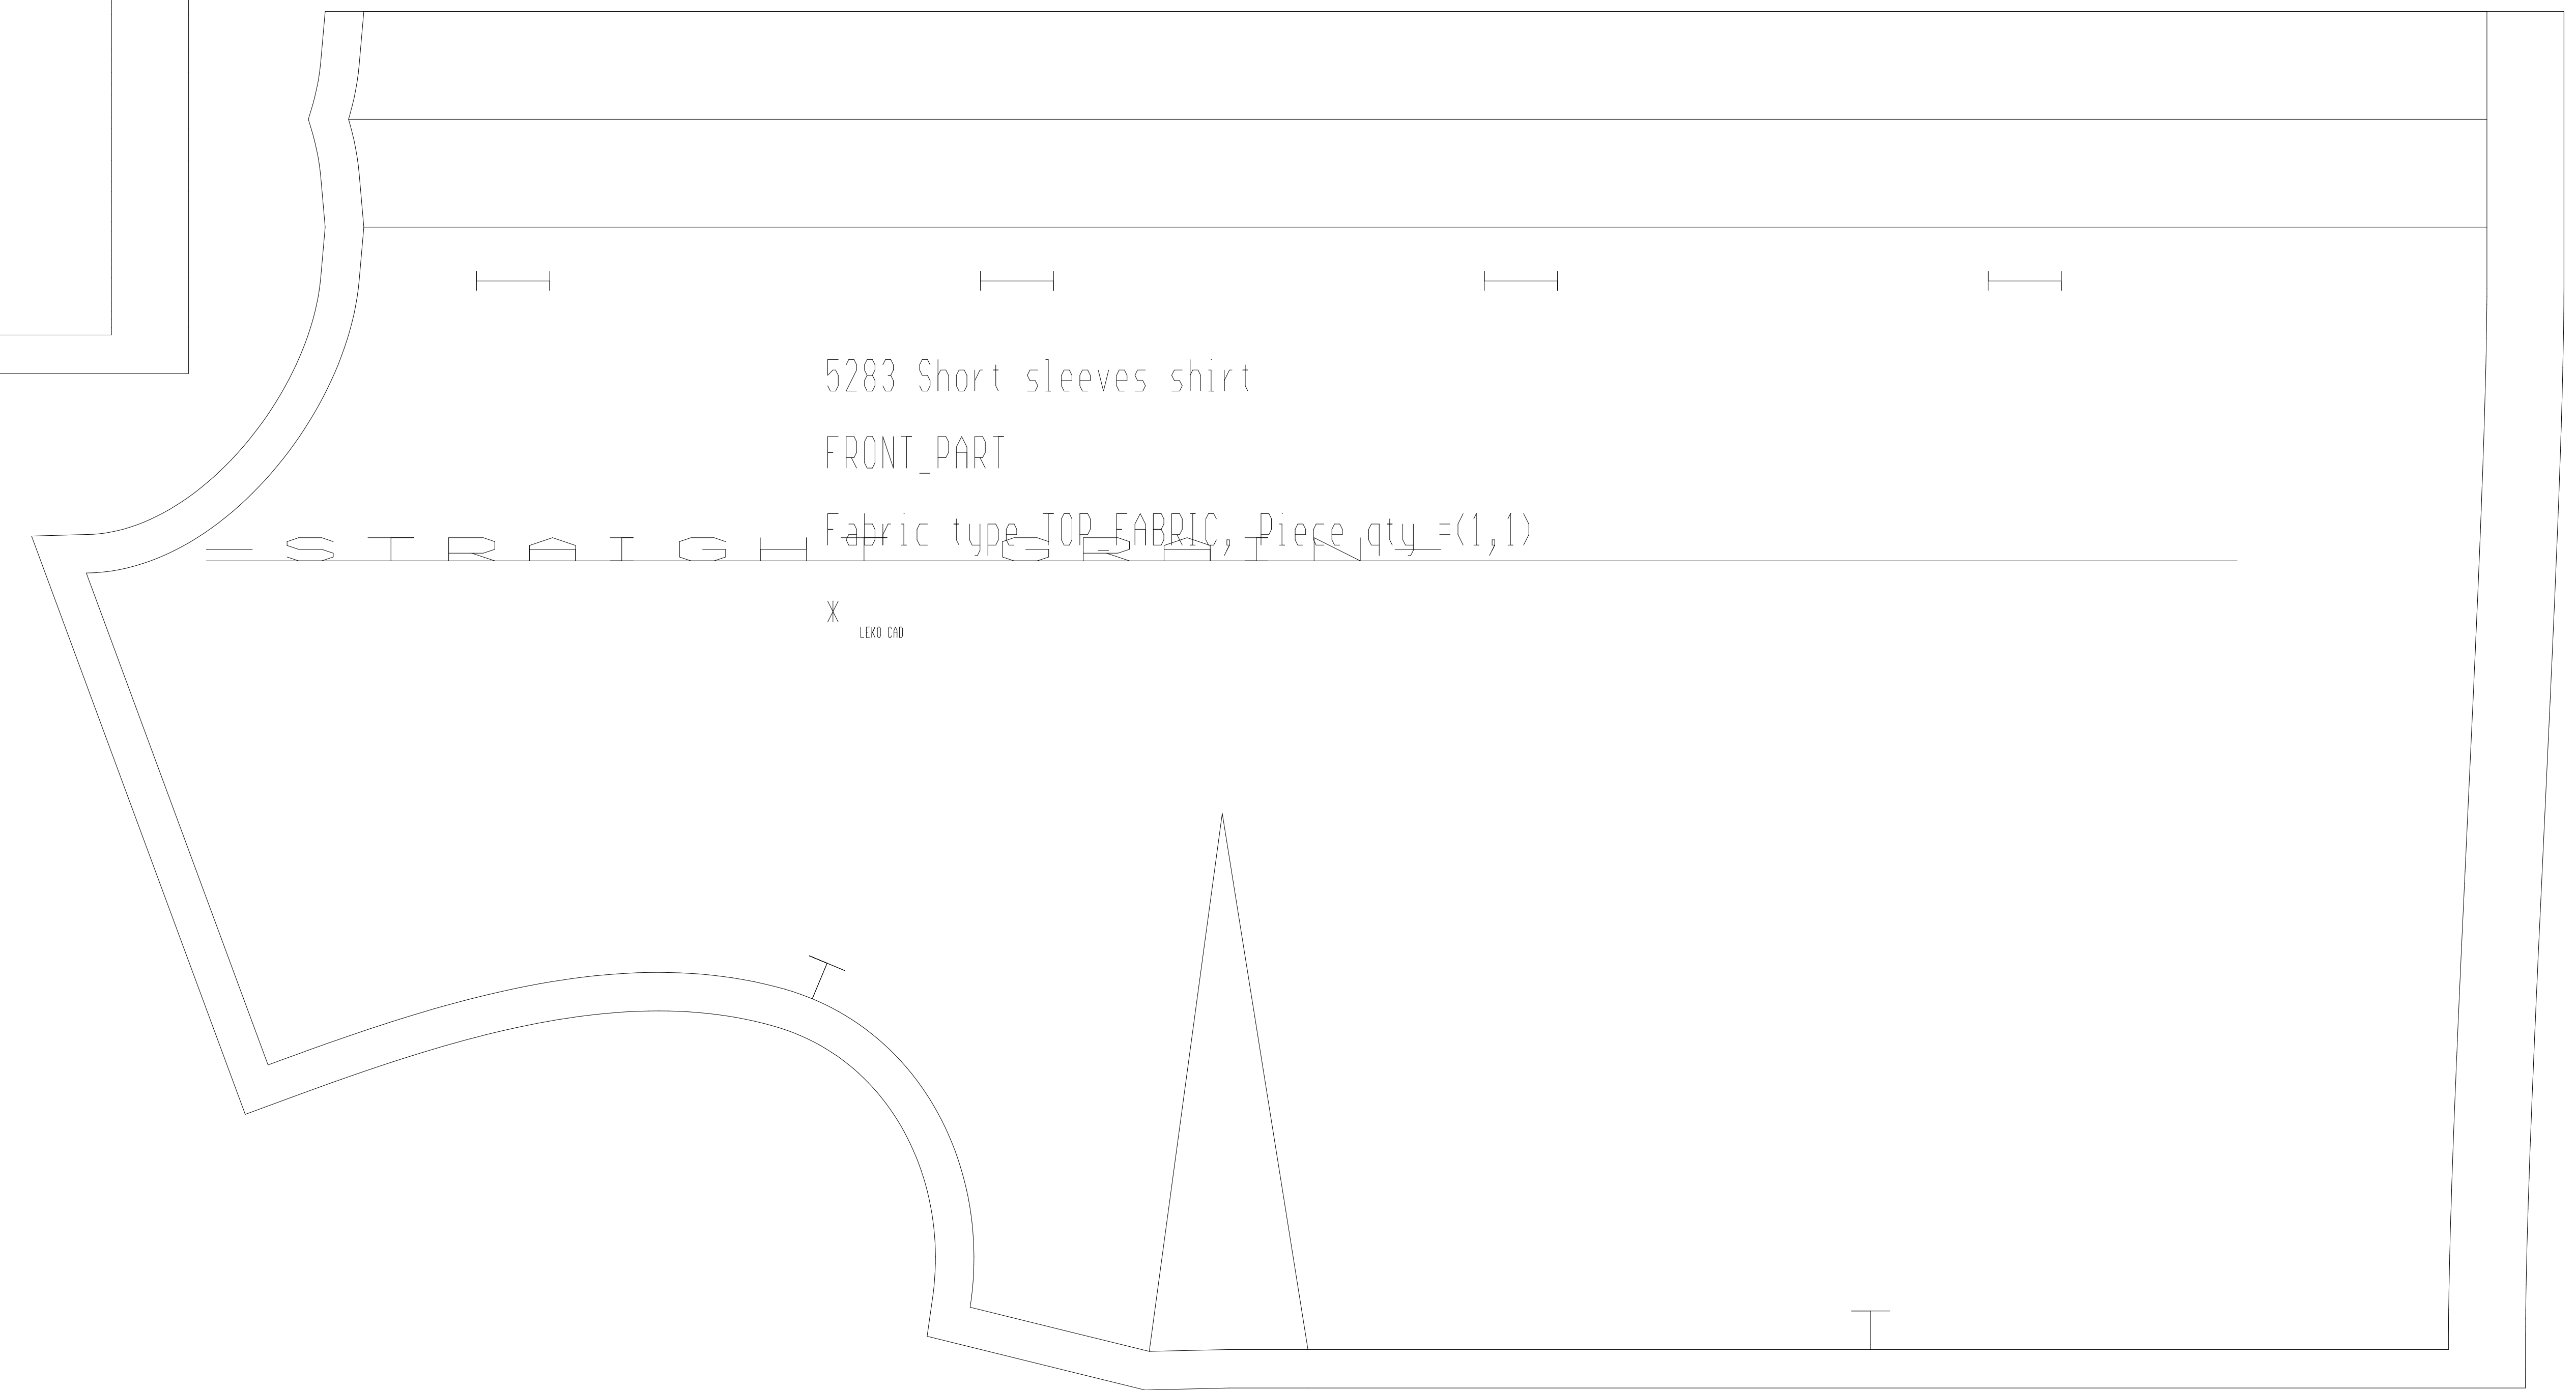 5283 Short sleeves shirt
FRONT_PART
Fabric type TOP_FABRIC, Piece qty =(1,1)
- STRAIGHT GRAIN -
*
LEKO CAD